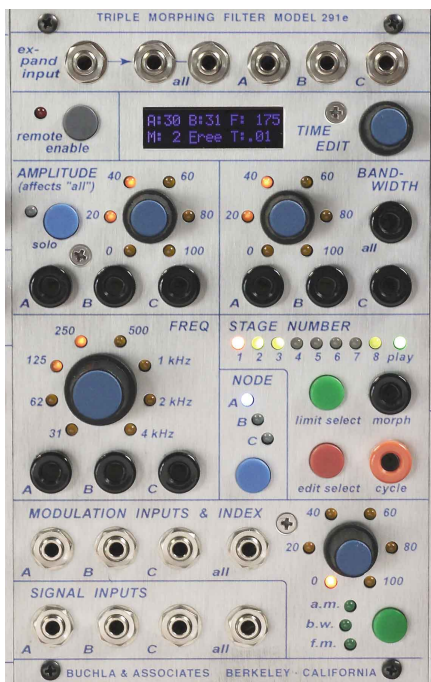 TRIPLE MORPHING FILTER MODEL 291e
ex-
pand
input
all A B C
remote
enable
A:30 B:31 F: 175
M: 2 Free T:.01
TIME
EDIT
AMPLITUDE
(affects "all")
solo
40 60
20 80
0 100
A B C
BAND-
WIDTH
40 60
20 80
0 100
all
A B C
FREQ
250 500
125 1 kHz
62 2 kHz
31 4 kHz
A B C
STAGE NUMBER
1 2 3 4 5 6 7 8 play
NODE
A
B
C
limit select morph
edit select cycle
MODULATION INPUTS & INDEX
A B C all
40 60
20 80
0 100
SIGNAL INPUTS
A B C all
a.m.
b.w.
f.m.
BUCHLA & ASSOCIATES BERKELEY · CALIFORNIA